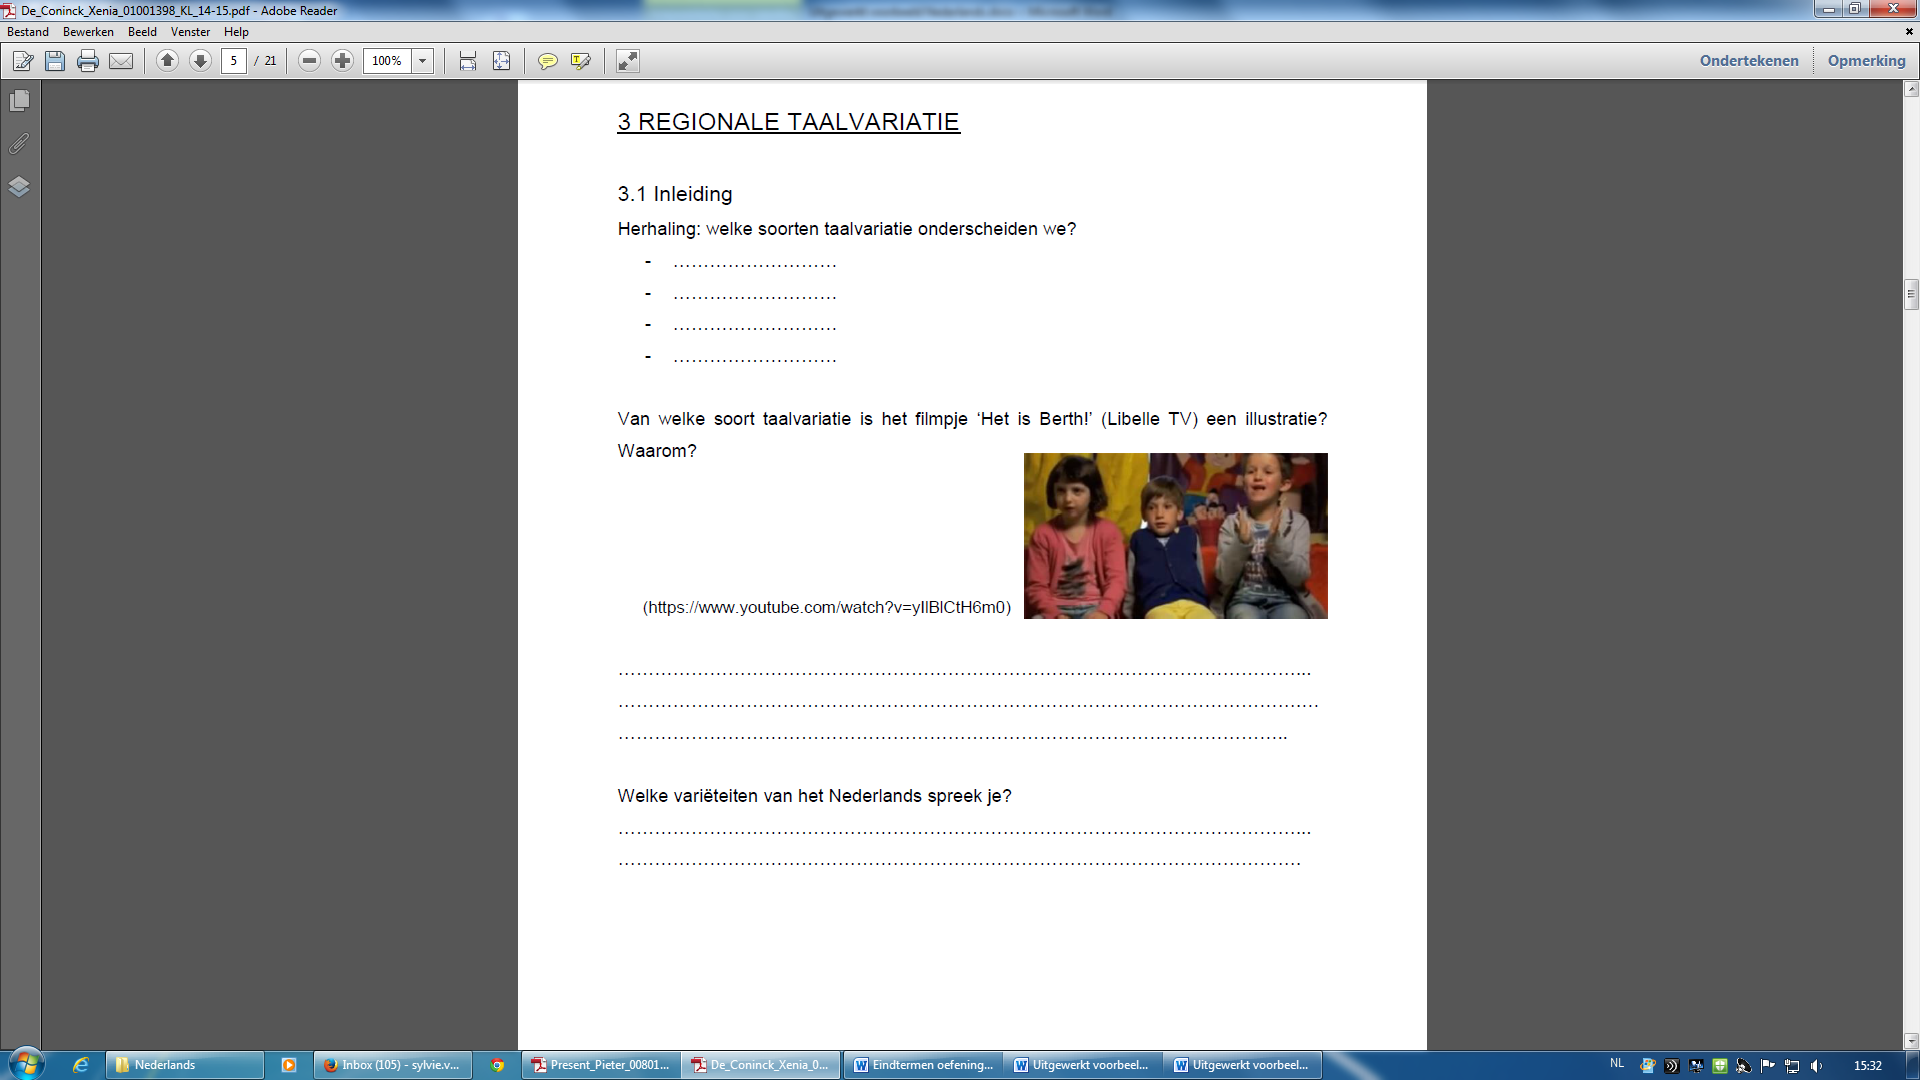 De_Coninck_Xenia_01001398_KL_14-15.pdf - Adobe Reader
Bestand Bewerken Beeld Venster Help
5 / 21 100% Ondertekenen Opmerking
3 REGIONALE TAALVARIATIE
3.1 Inleiding
Herhaling: welke soorten taalvariatie onderscheiden we?
- ………………………
- ………………………
- ………………………
- ………………………
Van welke soort taalvariatie is het filmpje ‘Het is Berth!’ (Libelle TV) een illustratie?
Waarom?
(https://www.youtube.com/watch?v=yIlBlCtH6m0)
…………………………………………………………………………………………………...
…………………………………………………………………………………………………….…
………………………………………………………………………………………………..
Welke variëteiten van het Nederlands spreek je?
…………………………………………………………………………………………………...
………………………………………………………………………………………………….
Nederlands Inbox (105) - sylvie.v... Present_Pieter_00801... De_Coninck_Xenia_0... Eindtermen oefening... Uitgewerkt voorbeel... Uitgewerkt voorbeel... NL 15:32